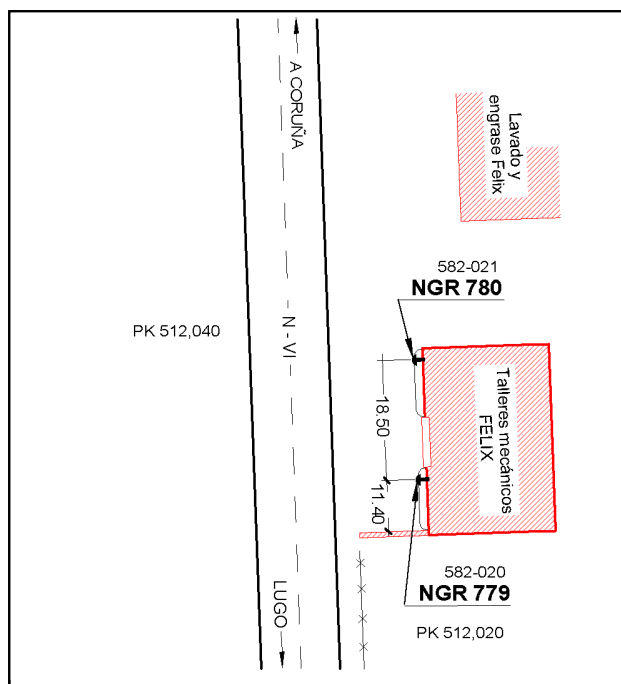 A CORUÑA
Lavado y
engrase Felix
582-021
NGR 780
PK 512,040
N - VI
Talleres mecánicos
FELIX
18.50
11.40
582-020
NGR 779
LUGO
PK 512,020